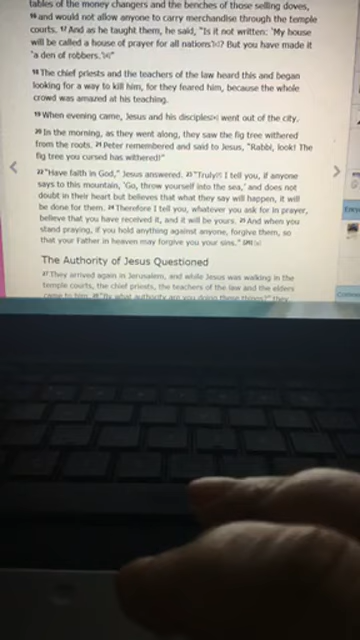 tables of the money changers and the benches of those selling doves,
16 and would not allow anyone to carry merchandise through the temple
courts. 17 And as he taught them, he said, "Is it not written: 'My house
will be called a house of prayer for all nations'[c]? But you have made it
'a den of robbers.'[d]"
18 The chief priests and the teachers of the law heard this and began
looking for a way to kill him, for they feared him, because the whole
crowd was amazed at his teaching.
19 When evening came, Jesus and his disciples[e] went out of the city.
20 In the morning, as they went along, they saw the fig tree withered
from the roots. 21 Peter remembered and said to Jesus, "Rabbi, look! The
fig tree you cursed has withered!"
22 "Have faith in God," Jesus answered. 23 "Truly[f] I tell you, if anyone
says to this mountain, 'Go, throw yourself into the sea,' and does not
doubt in their heart but believes that what they say will happen, it will
be done for them. 24 Therefore I tell you, whatever you ask for in prayer,
believe that you have received it, and it will be yours. 25 And when you
stand praying, if you hold anything against anyone, forgive them, so
that your Father in heaven may forgive you your sins."
The Authority of Jesus Questioned
27 They arrived again in Jerusalem, and while Jesus was walking in the
temple courts, the chief priests, the teachers of the law and the elders
came to him. 28 "By what authority are you doing these things?" they